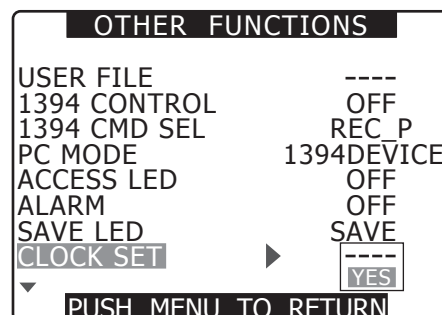 OTHER FUNCTIONS
USER FILE ----
1394 CONTROL OFF
1394 CMD SEL REC_P
PC MODE 1394DEVICE
ACCESS LED OFF
ALARM OFF
SAVE LED SAVE
CLOCK SET ----
YES
PUSH MENU TO RETURN